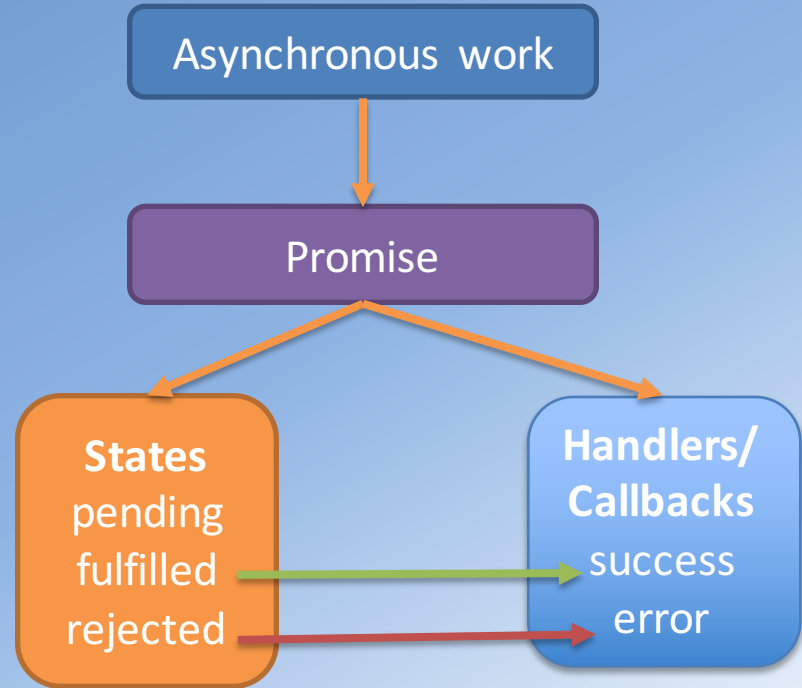 Asynchronous work
Promise
States
pending
fulfilled
rejected
Handlers/
Callbacks
success
error